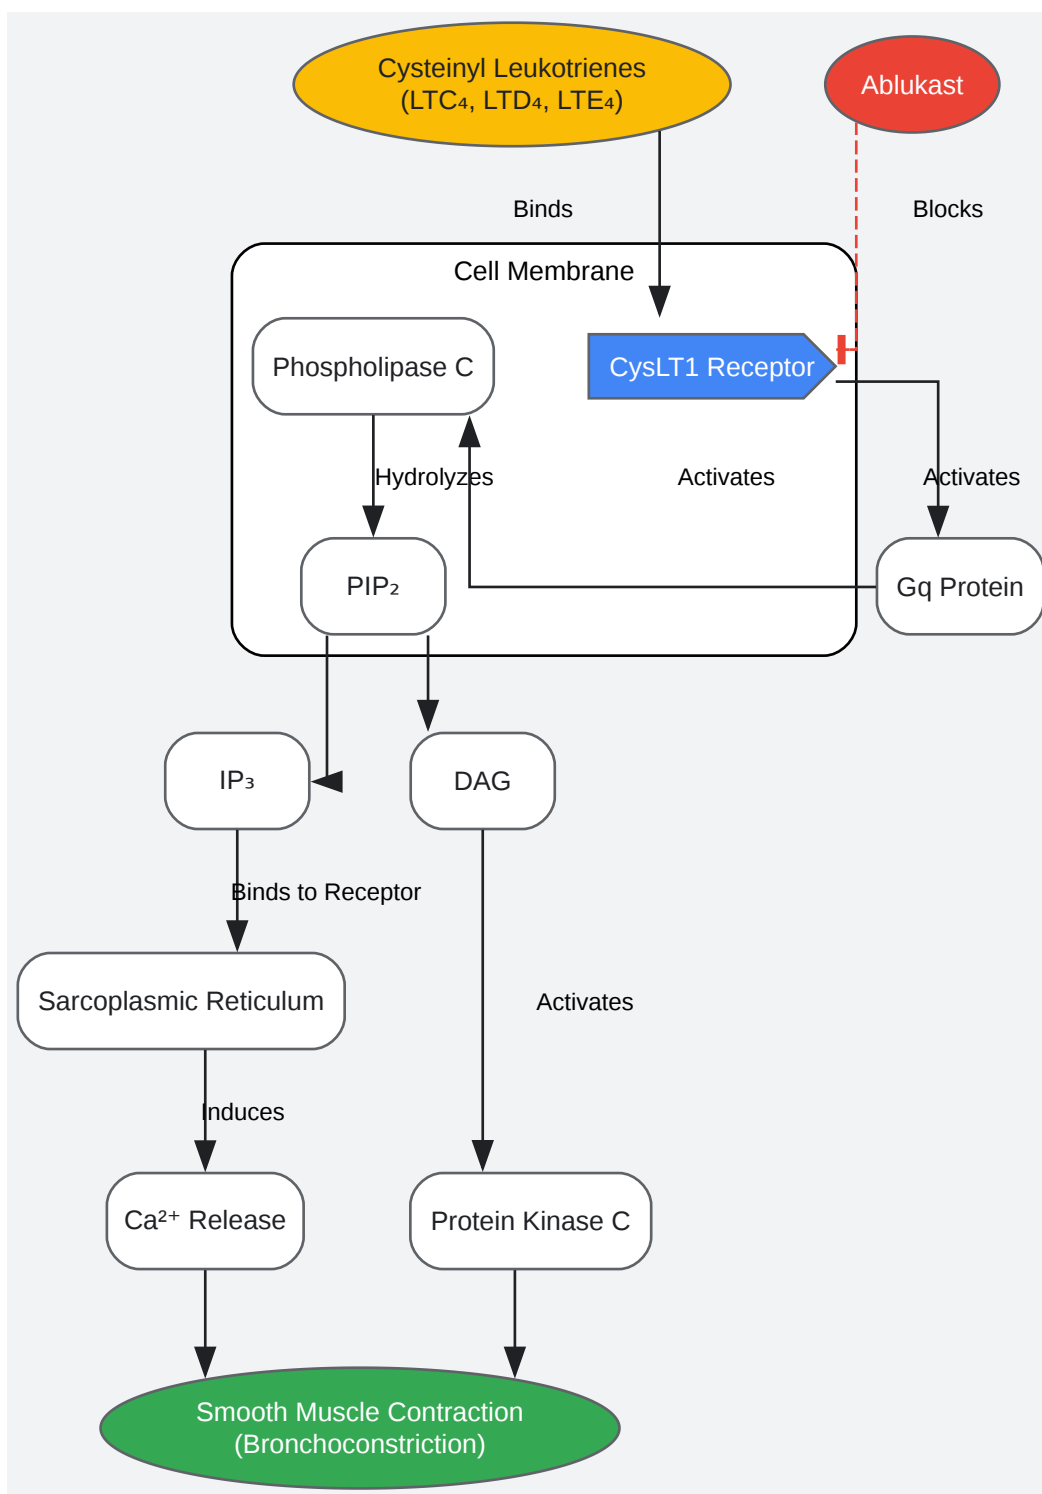 Cysteinyl Leukotrienes
(LTC₄, LTD₄, LTE₄)
Ablukast
Binds
Blocks
Cell Membrane
Phospholipase C
CysLT1 Receptor
Hydrolyzes
Activates
Activates
PIP₂
Gq Protein
IP₃
DAG
Binds to Receptor
Sarcoplasmic Reticulum
Activates
Induces
Ca²⁺ Release
Protein Kinase C
Smooth Muscle Contraction
(Bronchoconstriction)